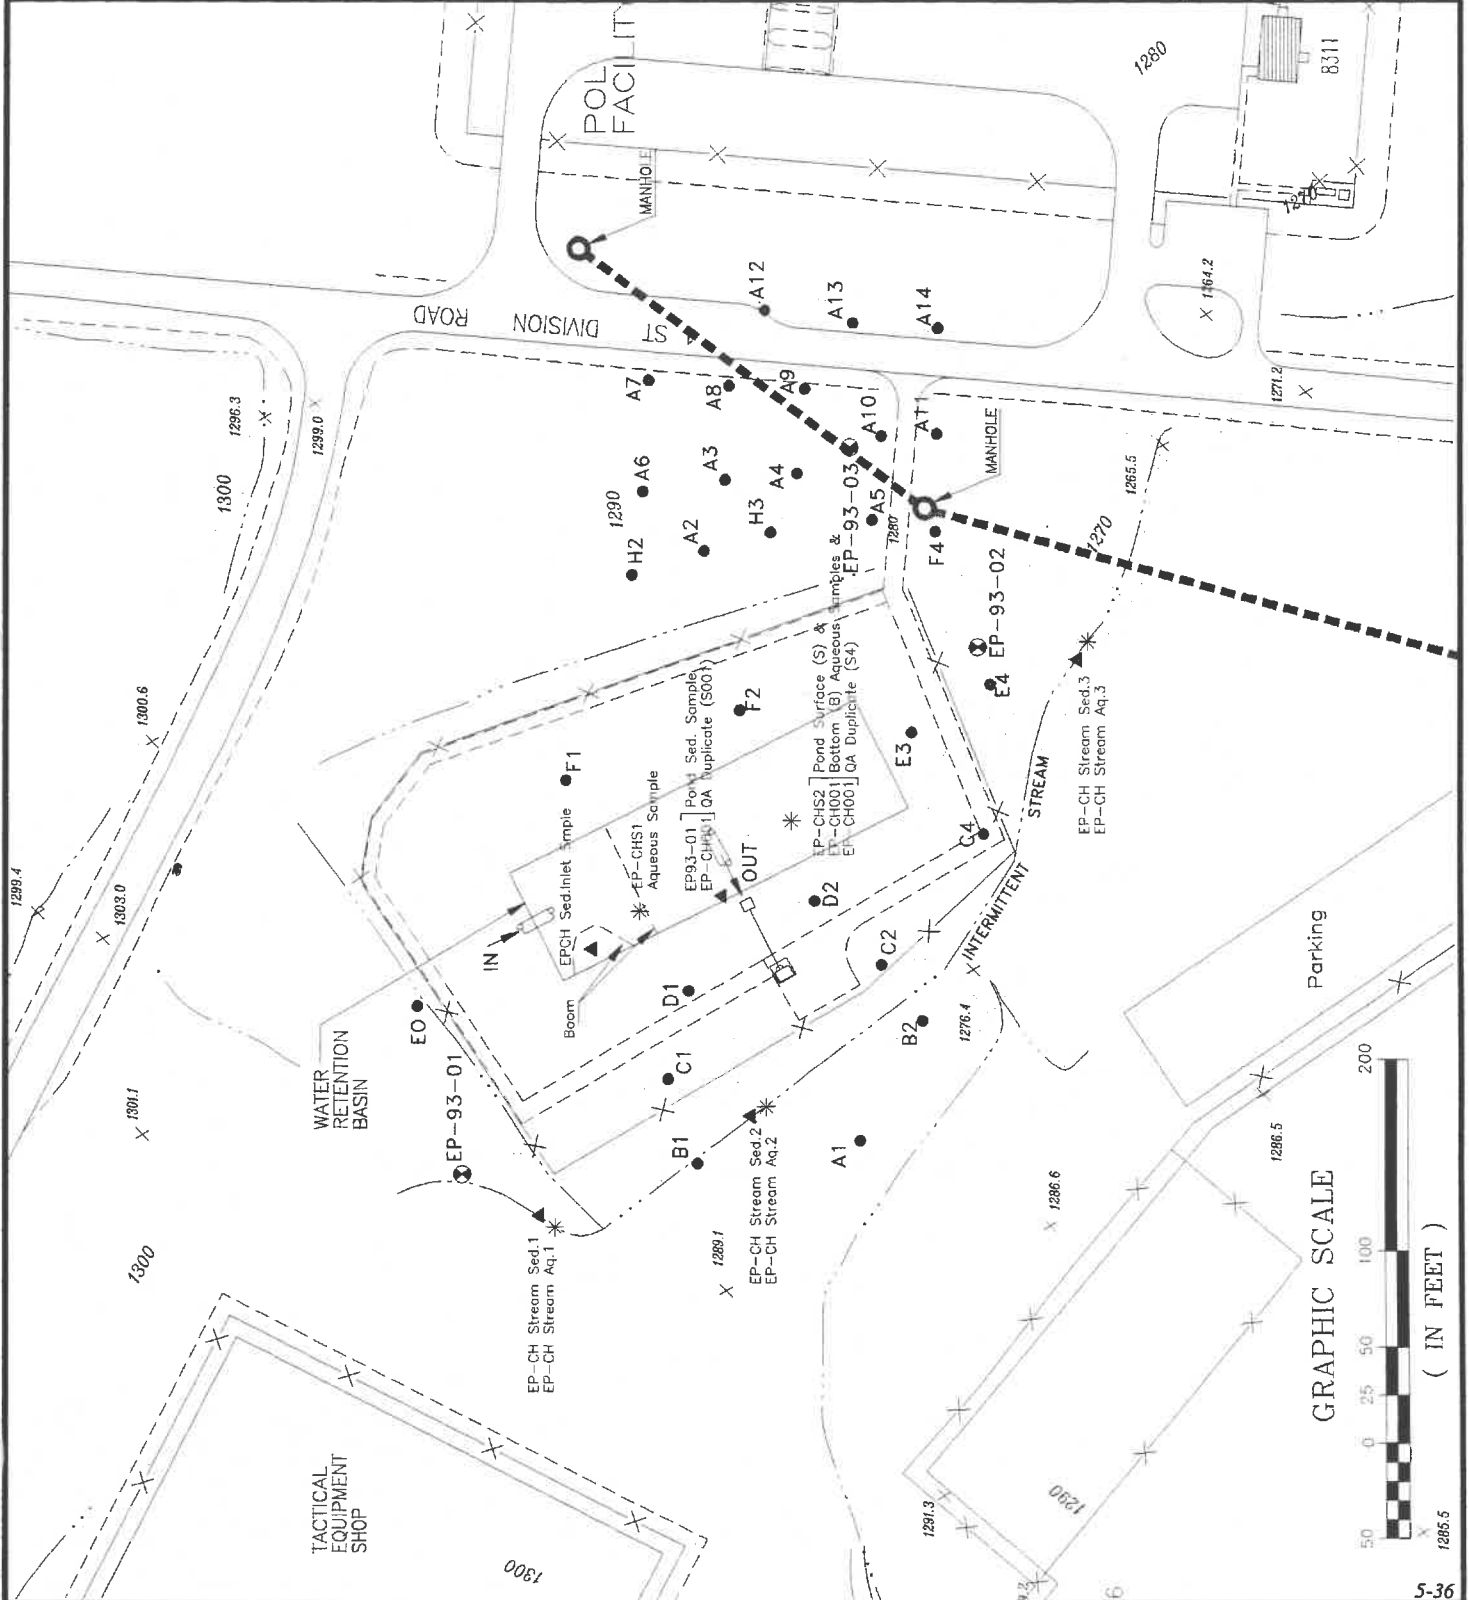 POL
FACILITY
MANHOLE
1280
8311
1270
1264.2
1271.2
A12
A13
A14
ST
DIVISION
ROAD
1296.3
1299.0
1300
A7
A8
A9
A10
A11
MANHOLE
1265.5
1270
A6
1290
H2
A2
A3
A4
H3
EP-93-03
A5
1280
F4
EP-93-02
E4
1300.6
1299.4
1303.0
F1
F2
E3
C4
EPCH Sed.Inlet Smple
EP-CHS1
Aqueous Sample
EP93-01] Pond Sed. Sample
EP-CH001] QA Duplicate (S001)
EP-CHS2] Pond Surface (S) &
EP-CH001] Bottom (B) Aqueous Samples &
EP-CH001] QA Duplicate (S4)
EP-CH Stream Sed.3
EP-CH Stream Aq.3
INTERMITTENT
STREAM
IN
OUT
Boom
D1
D2
C2
B2
1276.4
Parking
WATER
RETENTION
BASIN
EO
EP-93-01
C1
B1
A1
1301.1
EP-CH Stream Sed.1
EP-CH Stream Aq.1
EP-CH Stream Sed.2
EP-CH Stream Aq.2
1289.1
1286.6
1286.5
1300
TACTICAL
EQUIPMENT
SHOP
1300
1291.3
1290
GRAPHIC SCALE
50 0 25 50 100 200
( IN FEET )
1285.5
5-36